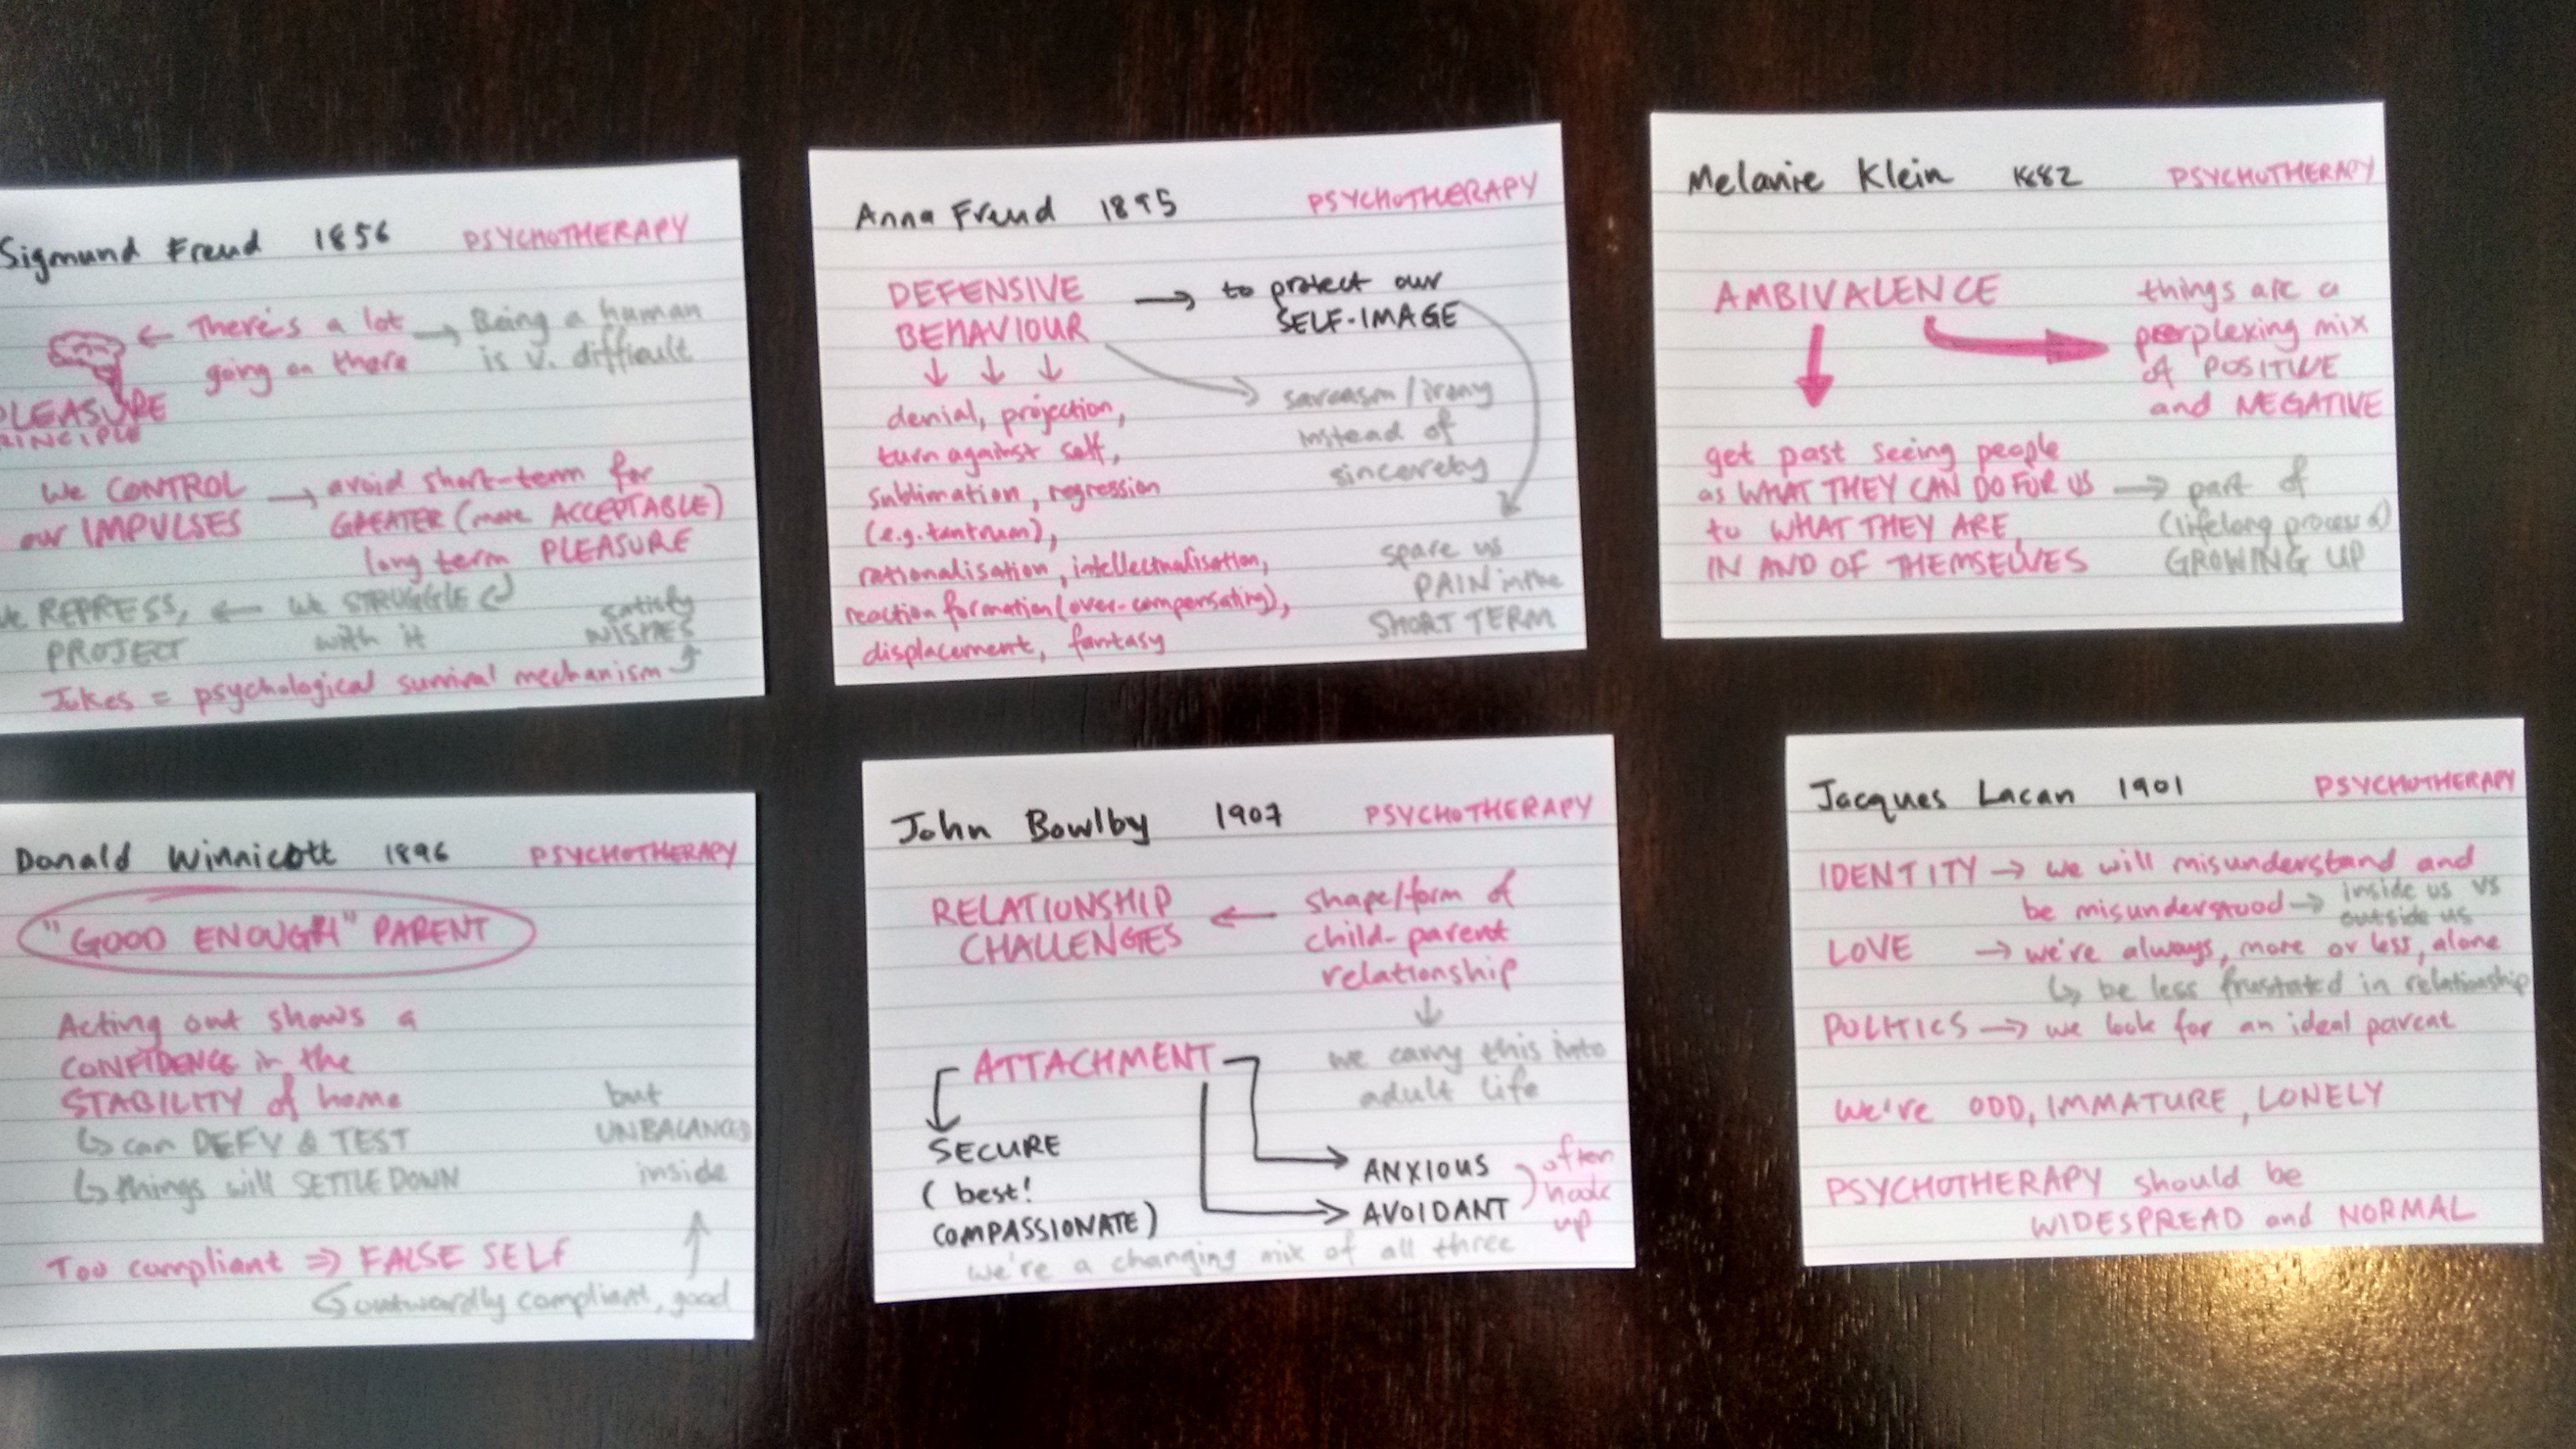 Sigmund Freud 1856 PSYCHOTHERAPY
← There's a lot → Being a human
going on there is v. difficult
PLEASURE
PRINCIPLE
We CONTROL → avoid short-term for
our IMPULSES GREATER (more ACCEPTABLE)
long term PLEASURE
We REPRESS, ← we STRUGGLE satisfy
PROJECT with it WISHES
Jokes = psychological survival mechanism
Anna Freud 1895 PSYCHOTHERAPY
DEFENSIVE → to protect our
BEHAVIOUR SELF-IMAGE
↓ ↓ ↓
denial, projection, sarcasm/irony
turn against self, instead of
sublimation, regression sincerety
(e.g. tantrum),
rationalisation, intellectualisation, spare us
reaction formation (over-compensating), PAIN in the
displacement, fantasy SHORT TERM
Melanie Klein 1882 PSYCHOTHERAPY
AMBIVALENCE things are a
perplexing mix
of POSITIVE
and NEGATIVE
get past seeing people
as WHAT THEY CAN DO FOR US → part of
to WHAT THEY ARE, (lifelong process of)
IN AND OF THEMSELVES GROWING UP
Donald Winnicott 1896 PSYCHOTHERAPY
"GOOD ENOUGH" PARENT
Acting out shows a
CONFIDENCE in the
STABILITY of home but
↳ can DEFY & TEST UNBALANCED
↳ things will SETTLE DOWN inside
Too compliant ⇒ FALSE SELF
outwardly compliant, good
John Bowlby 1907 PSYCHOTHERAPY
RELATIONSHIP ← shape/form of
CHALLENGES child-parent
relationship
↓
ATTACHMENT we carry this into
adult life
SECURE
(best! ANXIOUS often
COMPASSIONATE) AVOIDANT hook
up
we're a changing mix of all three
Jacques Lacan 1901 PSYCHOTHERAPY
IDENTITY → we will misunderstand and
be misunderstood → inside us vs
outside us
LOVE → we're always, more or less, alone
↳ be less frustated in relationship
POLITICS → we look for an ideal parent
We're ODD, IMMATURE, LONELY
PSYCHOTHERAPY should be
WIDESPREAD and NORMAL